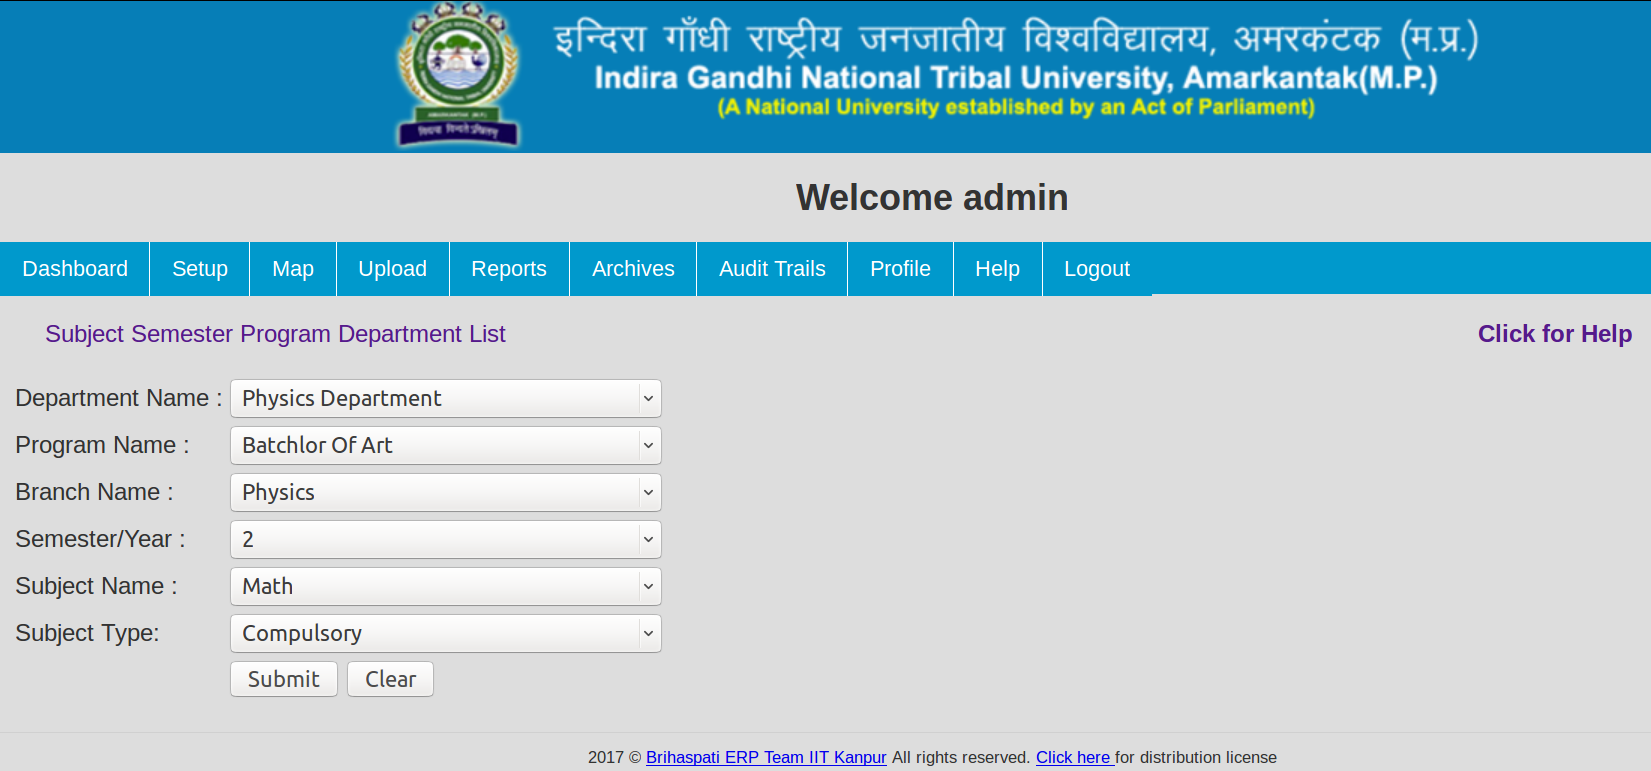 इन्दिरा गाँधी राष्ट्रीय जनजातीय विश्वविद्यालय, अमरकंटक (म.प्र.)
Indira Gandhi National Tribal University, Amarkantak(M.P.)
(A National University established by an Act of Parliament)
AMARKANTAK (M.P.)
Welcome admin
Dashboard Setup Map Upload Reports Archives Audit Trails Profile Help Logout
Subject Semester Program Department List Click for Help
Department Name : Physics Department
Program Name : Batchlor Of Art
Branch Name : Physics
Semester/Year : 2
Subject Name : Math
Subject Type: Compulsory
Submit Clear
2017 © Brihaspati ERP Team IIT Kanpur All rights reserved. Click here for distribution license